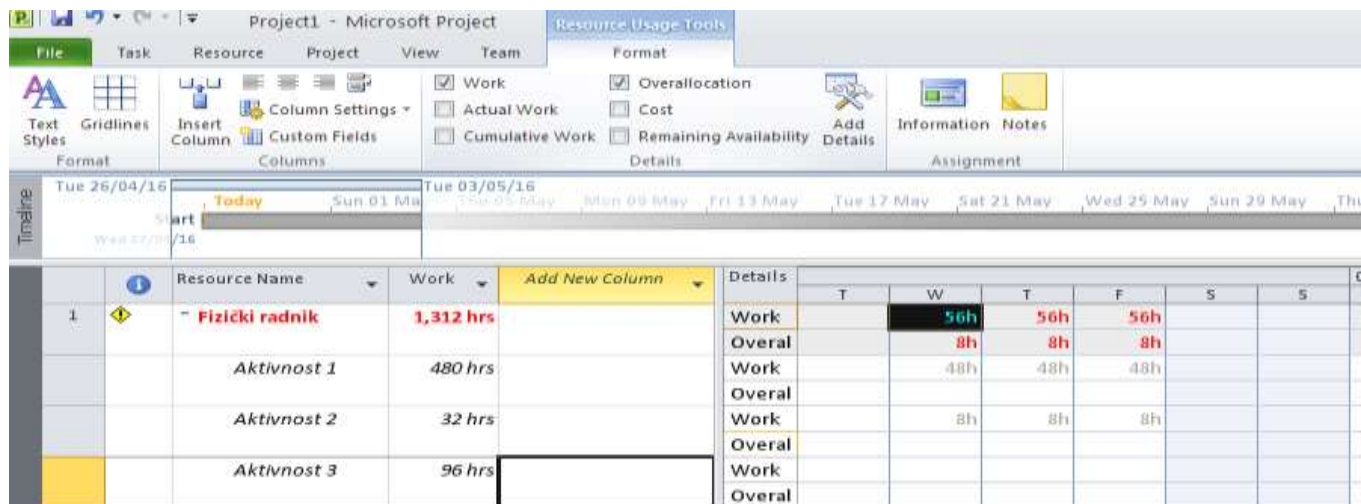 Project1 - Microsoft Project
Resource Usage Tools
File Task Resource Project View Team Format
Work Overallocation
Column Settings
Actual Work Cost
Text Styles Gridlines Insert Column Custom Fields Cumulative Work Remaining Availability Add Details Information Notes
Format Columns Details Assignment
Timeline
Tue 26/04/16 Tue 03/05/16
Today Sun 01 Mon 09 May Fri 13 May Tue 17 May Sat 21 May Wed 25 May Sun 29 May
Resource Name Work Add New Column Details
T W T F S S
1 Fizički radnik 1,312 hrs Work 56h 56h 56h
Overal 8h 8h 8h
Aktivnost 1 480 hrs Work 48h 48h 48h
Overal
Aktivnost 2 32 hrs Work 8h 8h 8h
Overal
Aktivnost 3 96 hrs Work
Overal